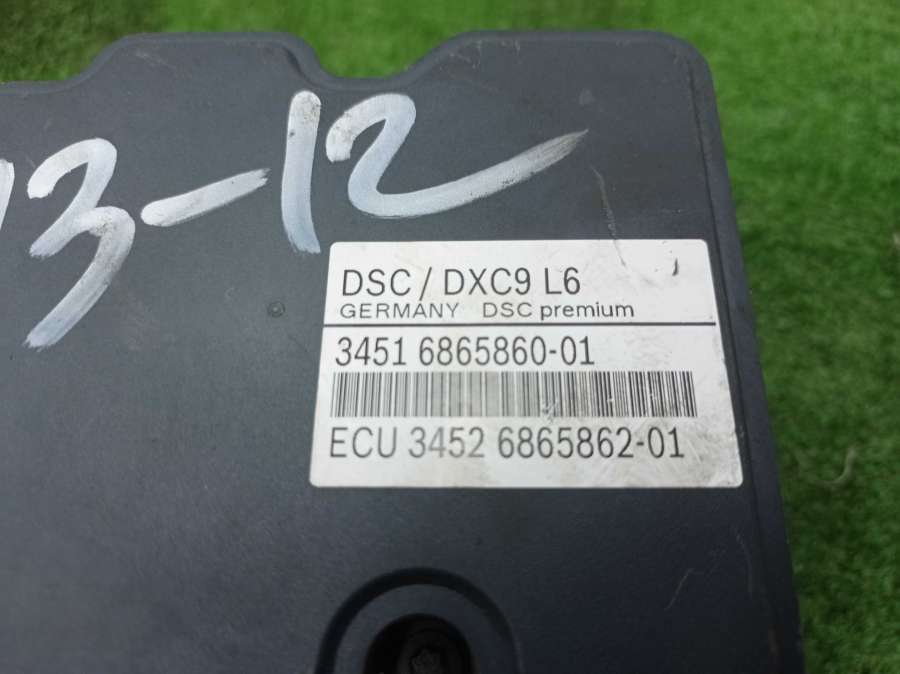 13-12
DSC / DXC9 L6
GERMANY DSC premium
3451 6865860-01
ECU 3452 6865862-01